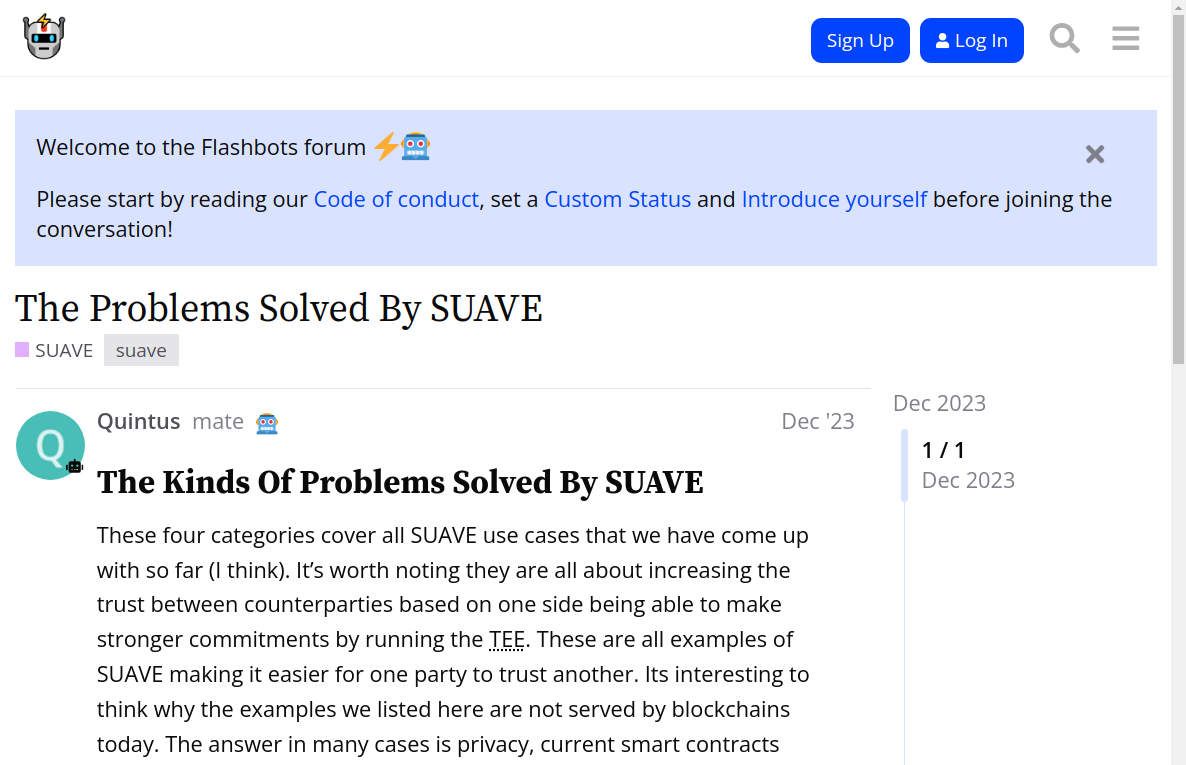 Sign Up
Log In
Welcome to the Flashbots forum
Please start by reading our Code of conduct, set a Custom Status and Introduce yourself before joining the
conversation!
The Problems Solved By SUAVE
SUAVE suave
Quintus mate Dec '23
Q
The Kinds Of Problems Solved By SUAVE
These four categories cover all SUAVE use cases that we have come up
with so far (I think). It’s worth noting they are all about increasing the
trust between counterparties based on one side being able to make
stronger commitments by running the TEE. These are all examples of
SUAVE making it easier for one party to trust another. Its interesting to
think why the examples we listed here are not served by blockchains
today. The answer in many cases is privacy, current smart contracts
Dec 2023
1 / 1
Dec 2023